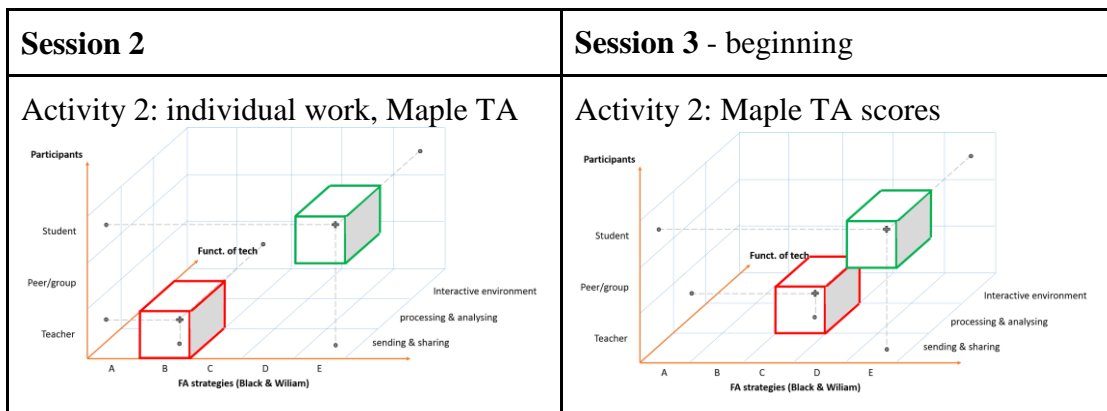 Session 2
Session 3 - beginning
Activity 2: individual work, Maple TA
Participants
Student
Funct. of tech
Peer/group
Interactive environment
processing & analysing
Teacher
sending & sharing
A B C D E
FA strategies (Black & Wiliam)
Activity 2: Maple TA scores
Participants
Student
Funct. of tech
Peer/group
Interactive environment
processing & analysing
Teacher
sending & sharing
A B C D E
FA strategies (Black & Wiliam)